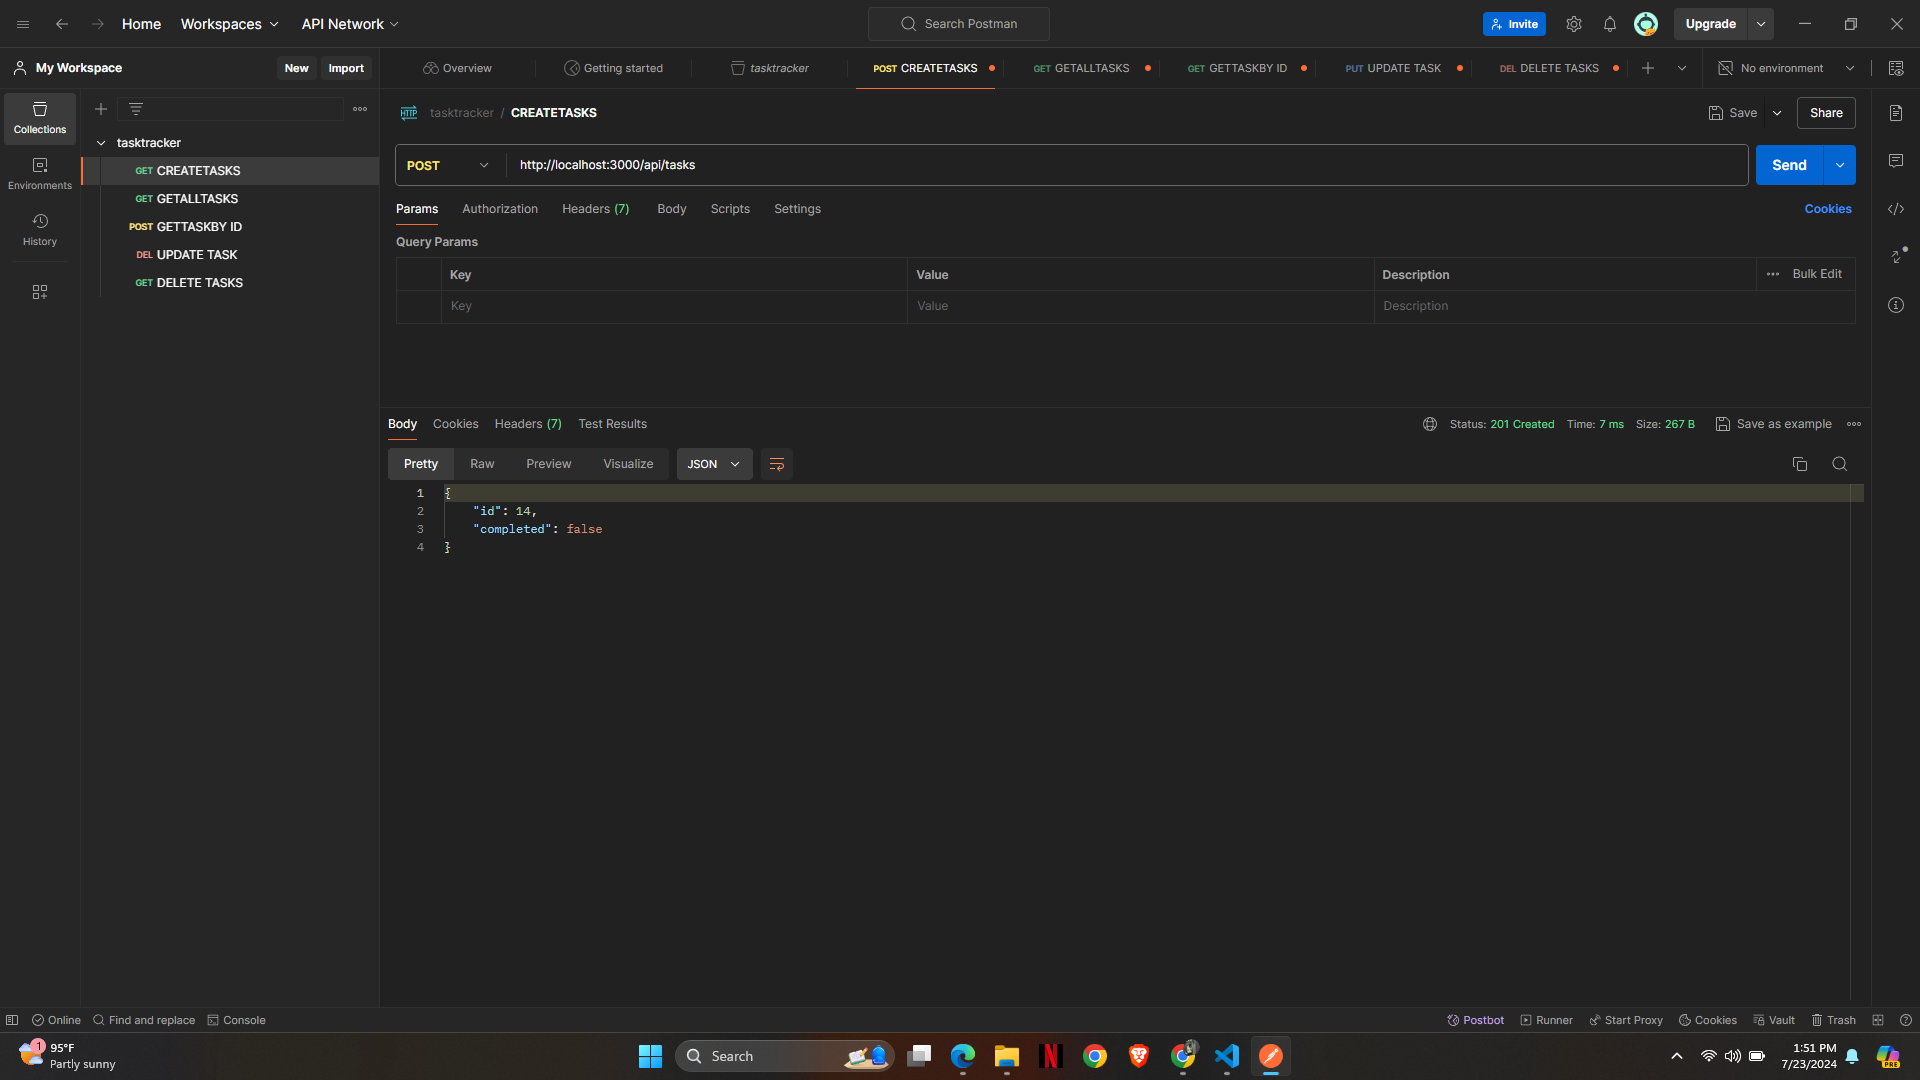 Home Workspaces API Network Search Postman Invite Upgrade
My Workspace New Import Overview Getting started tasktracker POST CREATETASKS GET GETALLTASKS GET GETTASKBY ID PUT UPDATE TASK DEL DELETE TASKS No environment
Collections
Environments
History
tasktracker
GET CREATETASKS
GET GETALLTASKS
POST GETTASKBY ID
DEL UPDATE TASK
GET DELETE TASKS
HTTP tasktracker / CREATETASKS Save Share
POST http://localhost:3000/api/tasks Send
Params Authorization Headers (7) Body Scripts Settings Cookies
Query Params
Key Value Description Bulk Edit
Key Value Description
Body Cookies Headers (7) Test Results Status: 201 Created Time: 7 ms Size: 267 B Save as example
Pretty Raw Preview Visualize JSON
1 {
2 "id": 14,
3 "completed": false
4 }
Online Find and replace Console Postbot Runner Start Proxy Cookies Vault Trash
1 95°F
Partly sunny
Search
N
PRE
1:51 PM
7/23/2024